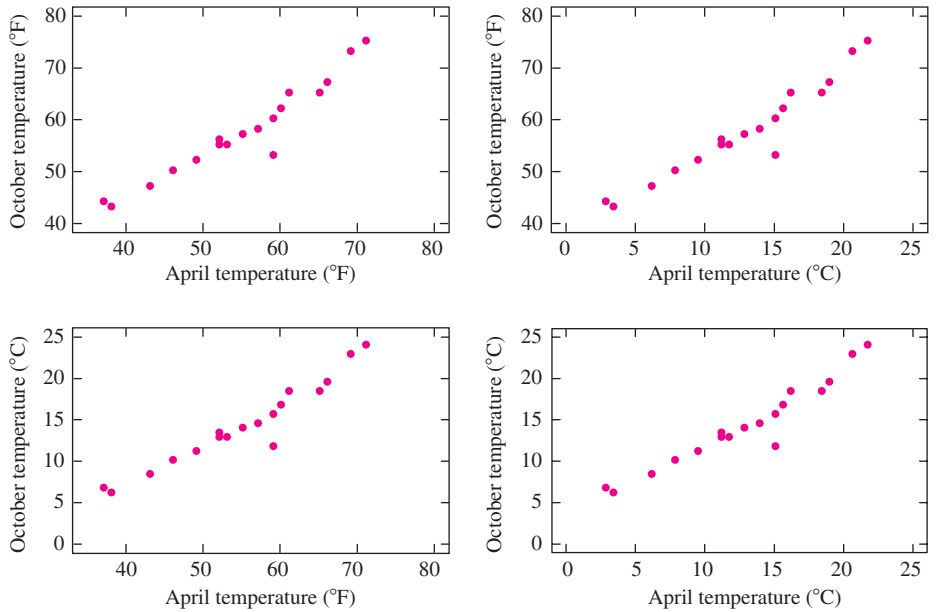 October temperature (°F)
80
70
60
50
40
40 50 60 70 80
April temperature (°F)
October temperature (°F)
80
70
60
50
40
0 5 10 15 20 25
April temperature (°C)
October temperature (°C)
25
20
15
10
5
0
40 50 60 70 80
April temperature (°F)
October temperature (°C)
25
20
15
10
5
0
0 5 10 15 20 25
April temperature (°C)